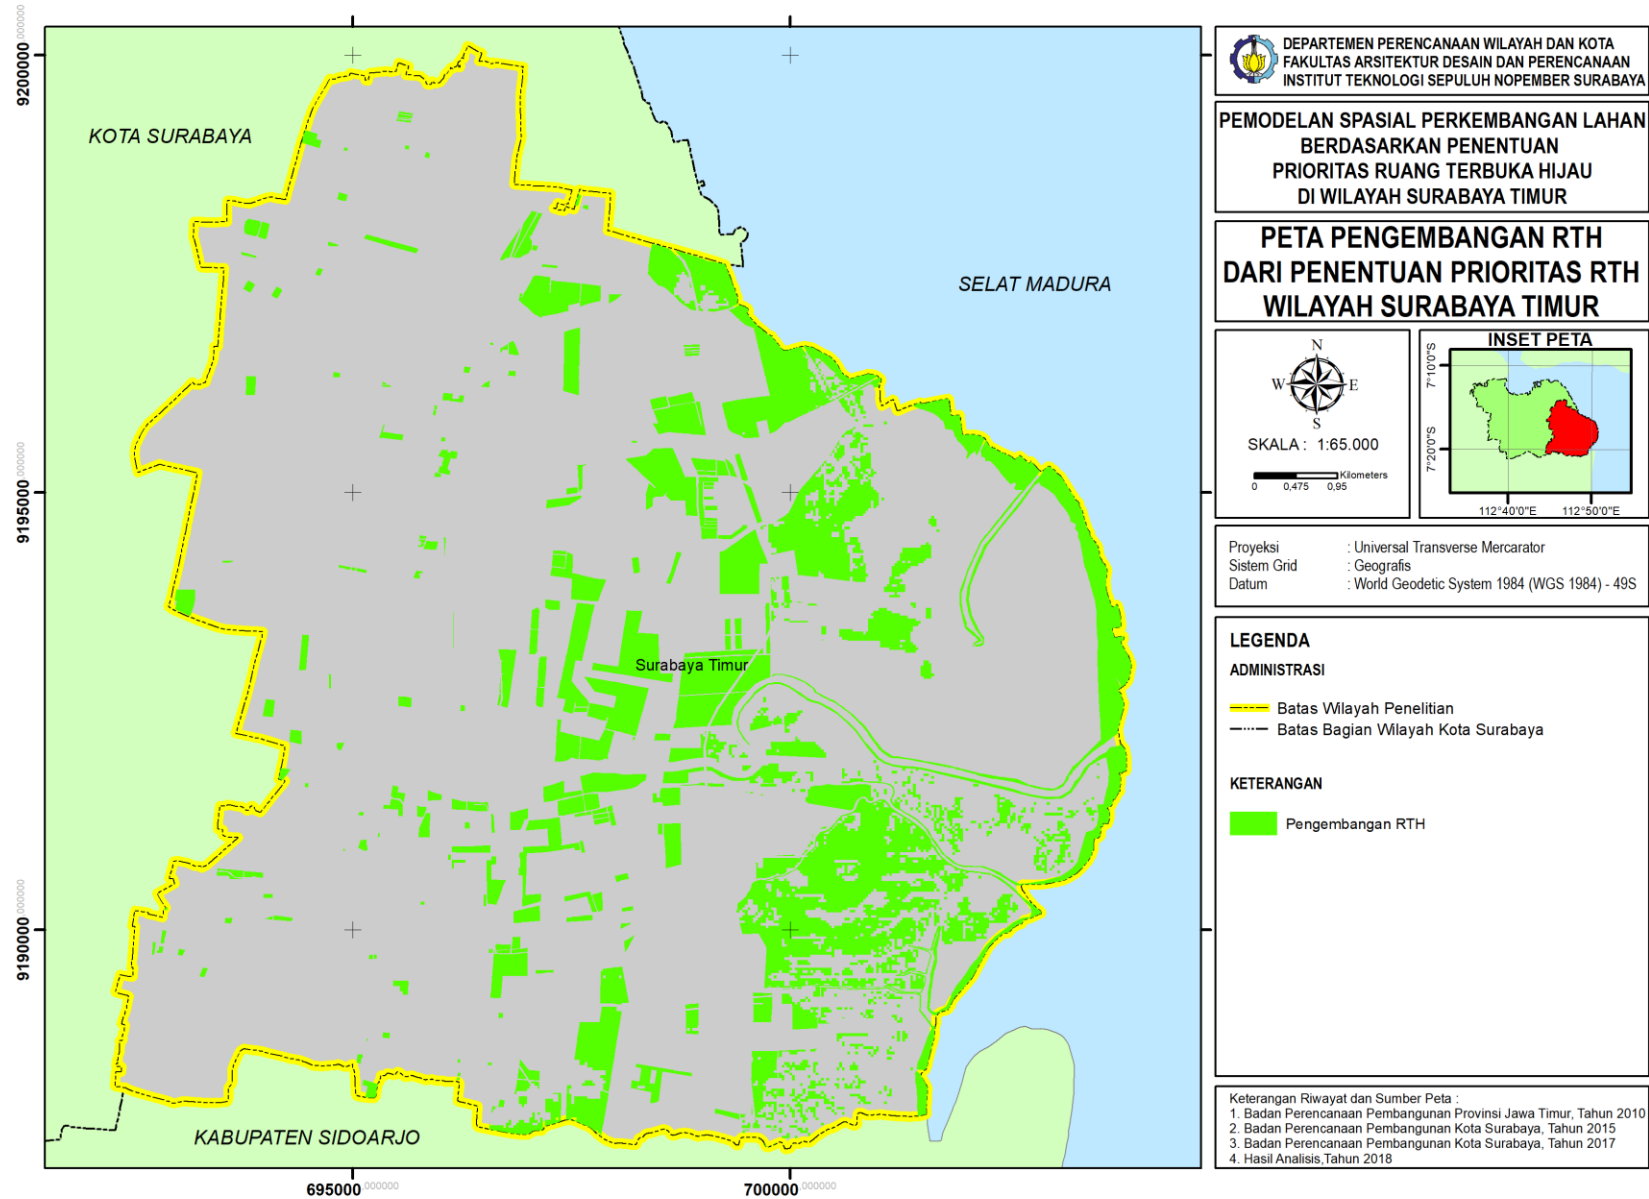 9200000,000000
9195000,000000
9190000,000000
695000,000000
700000,000000
KOTA SURABAYA
SELAT MADURA
Surabaya Timur
KABUPATEN SIDOARJO
DEPARTEMEN PERENCANAAN WILAYAH DAN KOTA
FAKULTAS ARSITEKTUR DESAIN DAN PERENCANAAN
INSTITUT TEKNOLOGI SEPULUH NOPEMBER SURABAYA
PEMODELAN SPASIAL PERKEMBANGAN LAHAN
BERDASARKAN PENENTUAN
PRIORITAS RUANG TERBUKA HIJAU
DI WILAYAH SURABAYA TIMUR
PETA PENGEMBANGAN RTH
DARI PENENTUAN PRIORITAS RTH
WILAYAH SURABAYA TIMUR
N
W E
S
SKALA : 1:65.000
Kilometers
0 0,475 0,95
INSET PETA
7°10'0"S
7°20'0"S
112°40'0"E 112°50'0"E
Proyeksi : Universal Transverse Mercarator
Sistem Grid : Geografis
Datum : World Geodetic System 1984 (WGS 1984) - 49S
LEGENDA
ADMINISTRASI
Batas Wilayah Penelitian
Batas Bagian Wilayah Kota Surabaya
KETERANGAN
Pengembangan RTH
Keterangan Riwayat dan Sumber Peta :
1. Badan Perencanaan Pembangunan Provinsi Jawa Timur, Tahun 2010
2. Badan Perencanaan Pembangunan Kota Surabaya, Tahun 2015
3. Badan Perencanaan Pembangunan Kota Surabaya, Tahun 2017
4. Hasil Analisis,Tahun 2018